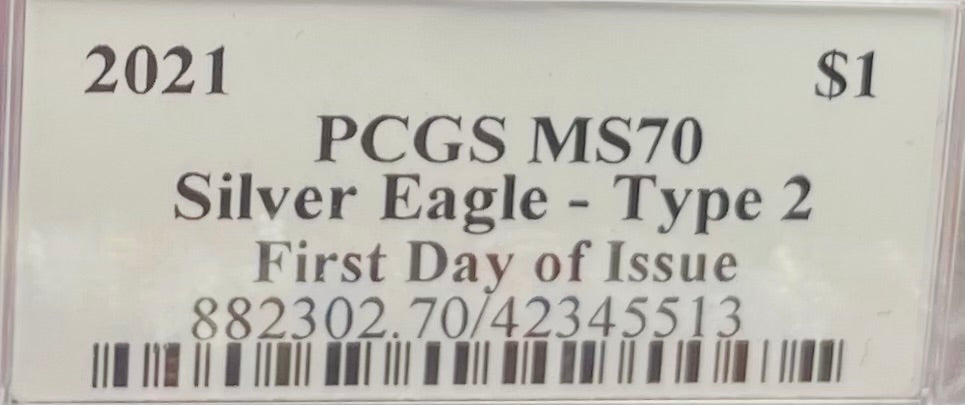 2021 $1
PCGS MS70
Silver Eagle - Type 2
First Day of Issue
882302.70/42345513